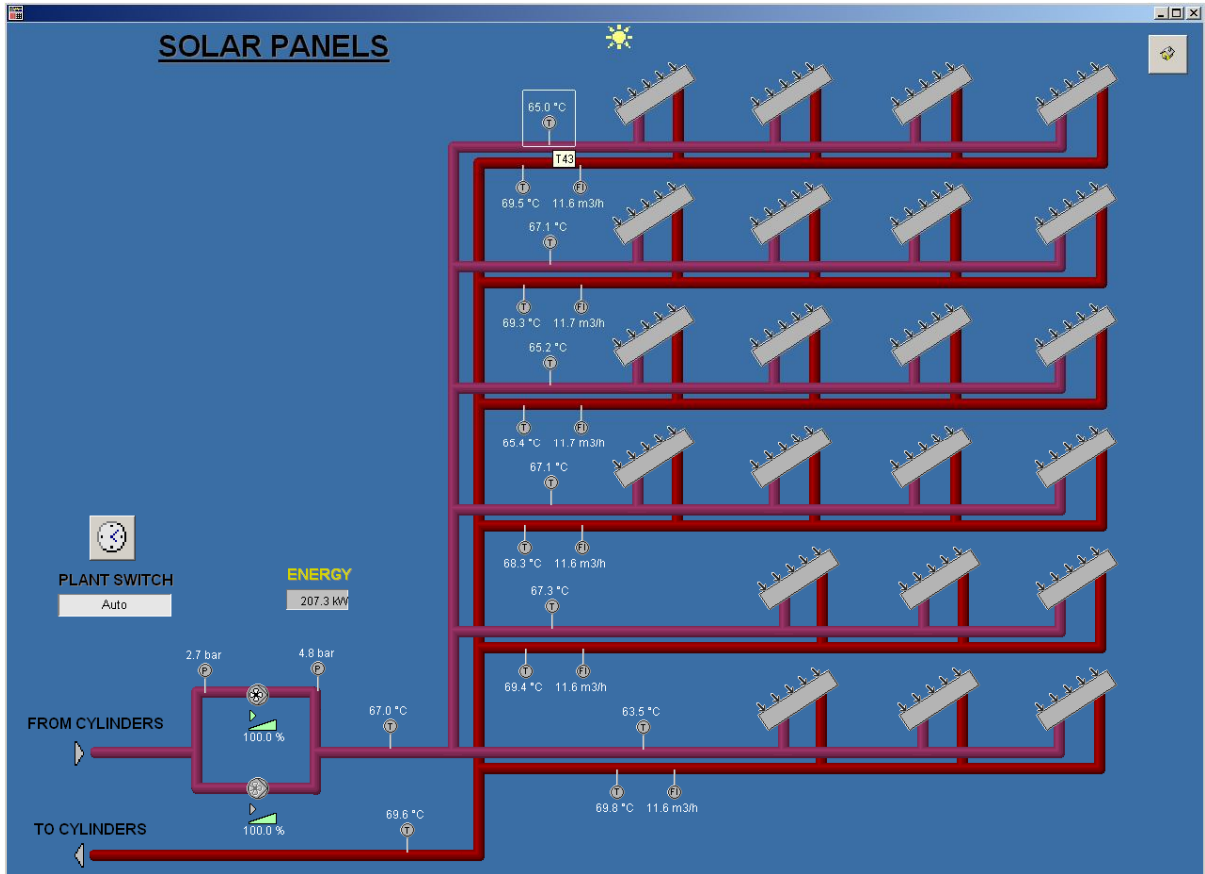 SOLAR PANELS
65.0 °C
T
T43
T
FI
69.5 °C 11.6 m3/h
67.1 °C
T
T
FI
69.3 °C 11.7 m3/h
65.2 °C
T
T
FI
65.4 °C 11.7 m3/h
67.1 °C
T
T
FI
68.3 °C 11.6 m3/h
PLANT SWITCH
Auto
ENERGY
207.3 kW
67.3 °C
T
T
FI
69.4 °C 11.6 m3/h
2.7 bar
P
4.8 bar
P
FROM CYLINDERS
100.0 %
67.0 °C
T
63.5 °C
T
T
FI
69.8 °C 11.6 m3/h
100.0 %
TO CYLINDERS
69.6 °C
T